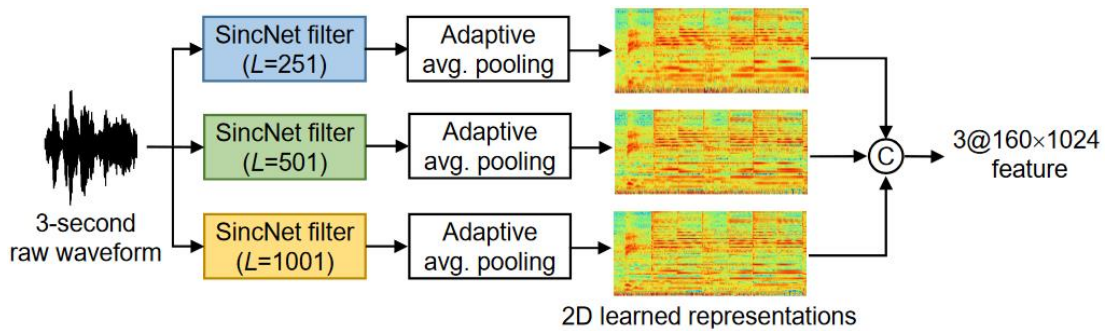 SincNet filter
(L=251)
Adaptive
avg. pooling
SincNet filter
(L=501)
Adaptive
avg. pooling
C
3@160×1024
feature
3-second
raw waveform
SincNet filter
(L=1001)
Adaptive
avg. pooling
2D learned representations